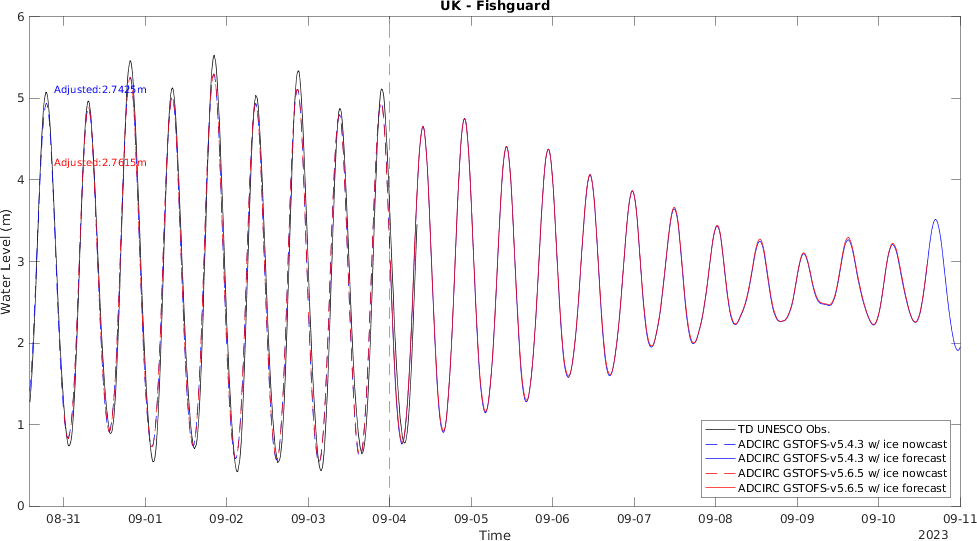 UK - Fishguard
6
5
4
3
2
1
0
Water Level (m)
Adjusted:2.7425m
Adjusted:2.7615m
TD UNESCO Obs.
ADCIRC GSTOFS-v5.4.3 w/ ice nowcast
ADCIRC GSTOFS-v5.4.3 w/ ice forecast
ADCIRC GSTOFS-v5.6.5 w/ ice nowcast
ADCIRC GSTOFS-v5.6.5 w/ ice forecast
08-31 09-01 09-02 09-03 09-04 09-05 09-06 09-07 09-08 09-09 09-10 09-11
Time
2023